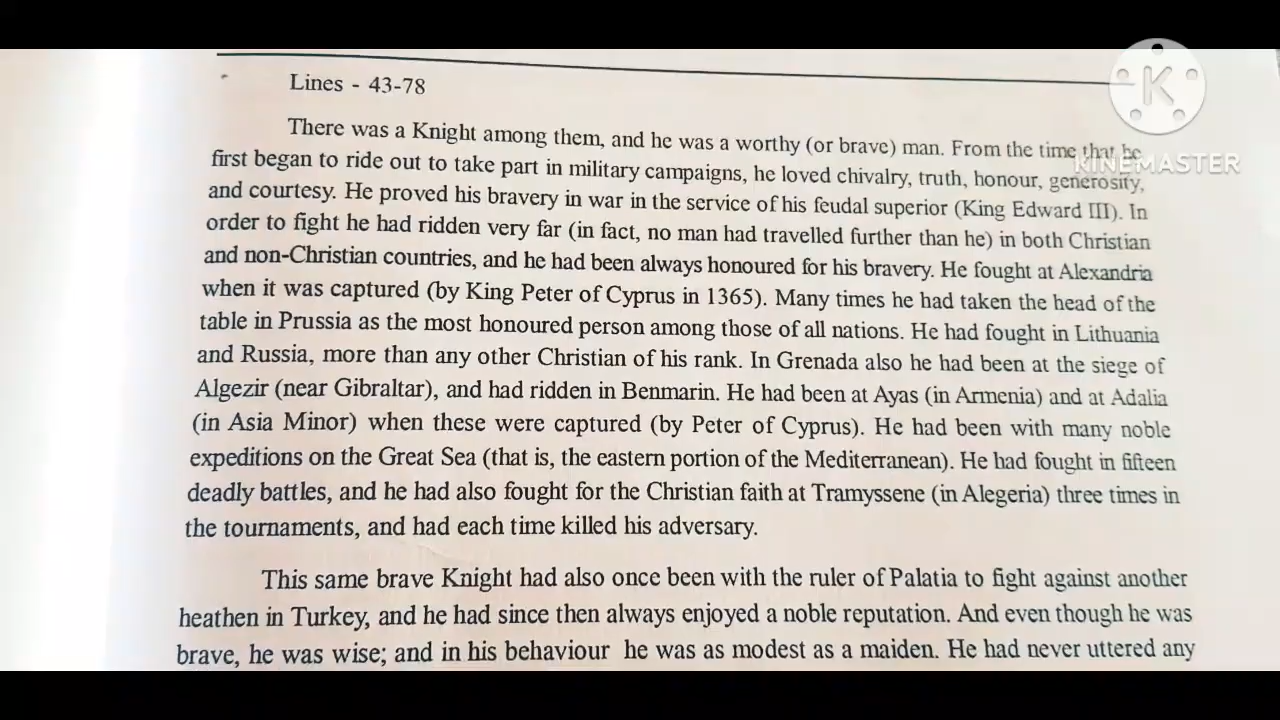 Lines - 43-78
There was a Knight among them, and he was a worthy (or brave) man. From the time that he
first began to ride out to take part in military campaigns, he loved chivalry, truth, honour, generosity,
and courtesy. He proved his bravery in war in the service of his feudal superior (King Edward III). In
order to fight he had ridden very far (in fact, no man had travelled further than he) in both Christian
and non-Christian countries, and he had been always honoured for his bravery. He fought at Alexandria
when it was captured (by King Peter of Cyprus in 1365). Many times he had taken the head of the
table in Prussia as the most honoured person among those of all nations. He had fought in Lithuania
and Russia, more than any other Christian of his rank. In Grenada also he had been at the siege of
Algezir (near Gibraltar), and had ridden in Benmarin. He had been at Ayas (in Armenia) and at Adalia
(in Asia Minor) when these were captured (by Peter of Cyprus). He had been with many noble
expeditions on the Great Sea (that is, the eastern portion of the Mediterranean). He had fought in fifteen
deadly battles, and he had also fought for the Christian faith at Tramyssene (in Alegeria) three times in
the tournaments, and had each time killed his adversary.
This same brave Knight had also once been with the ruler of Palatia to fight against another
heathen in Turkey, and he had since then always enjoyed a noble reputation. And even though he was
brave, he was wise; and in his behaviour he was as modest as a maiden. He had never uttered any
K
KINEMASTER